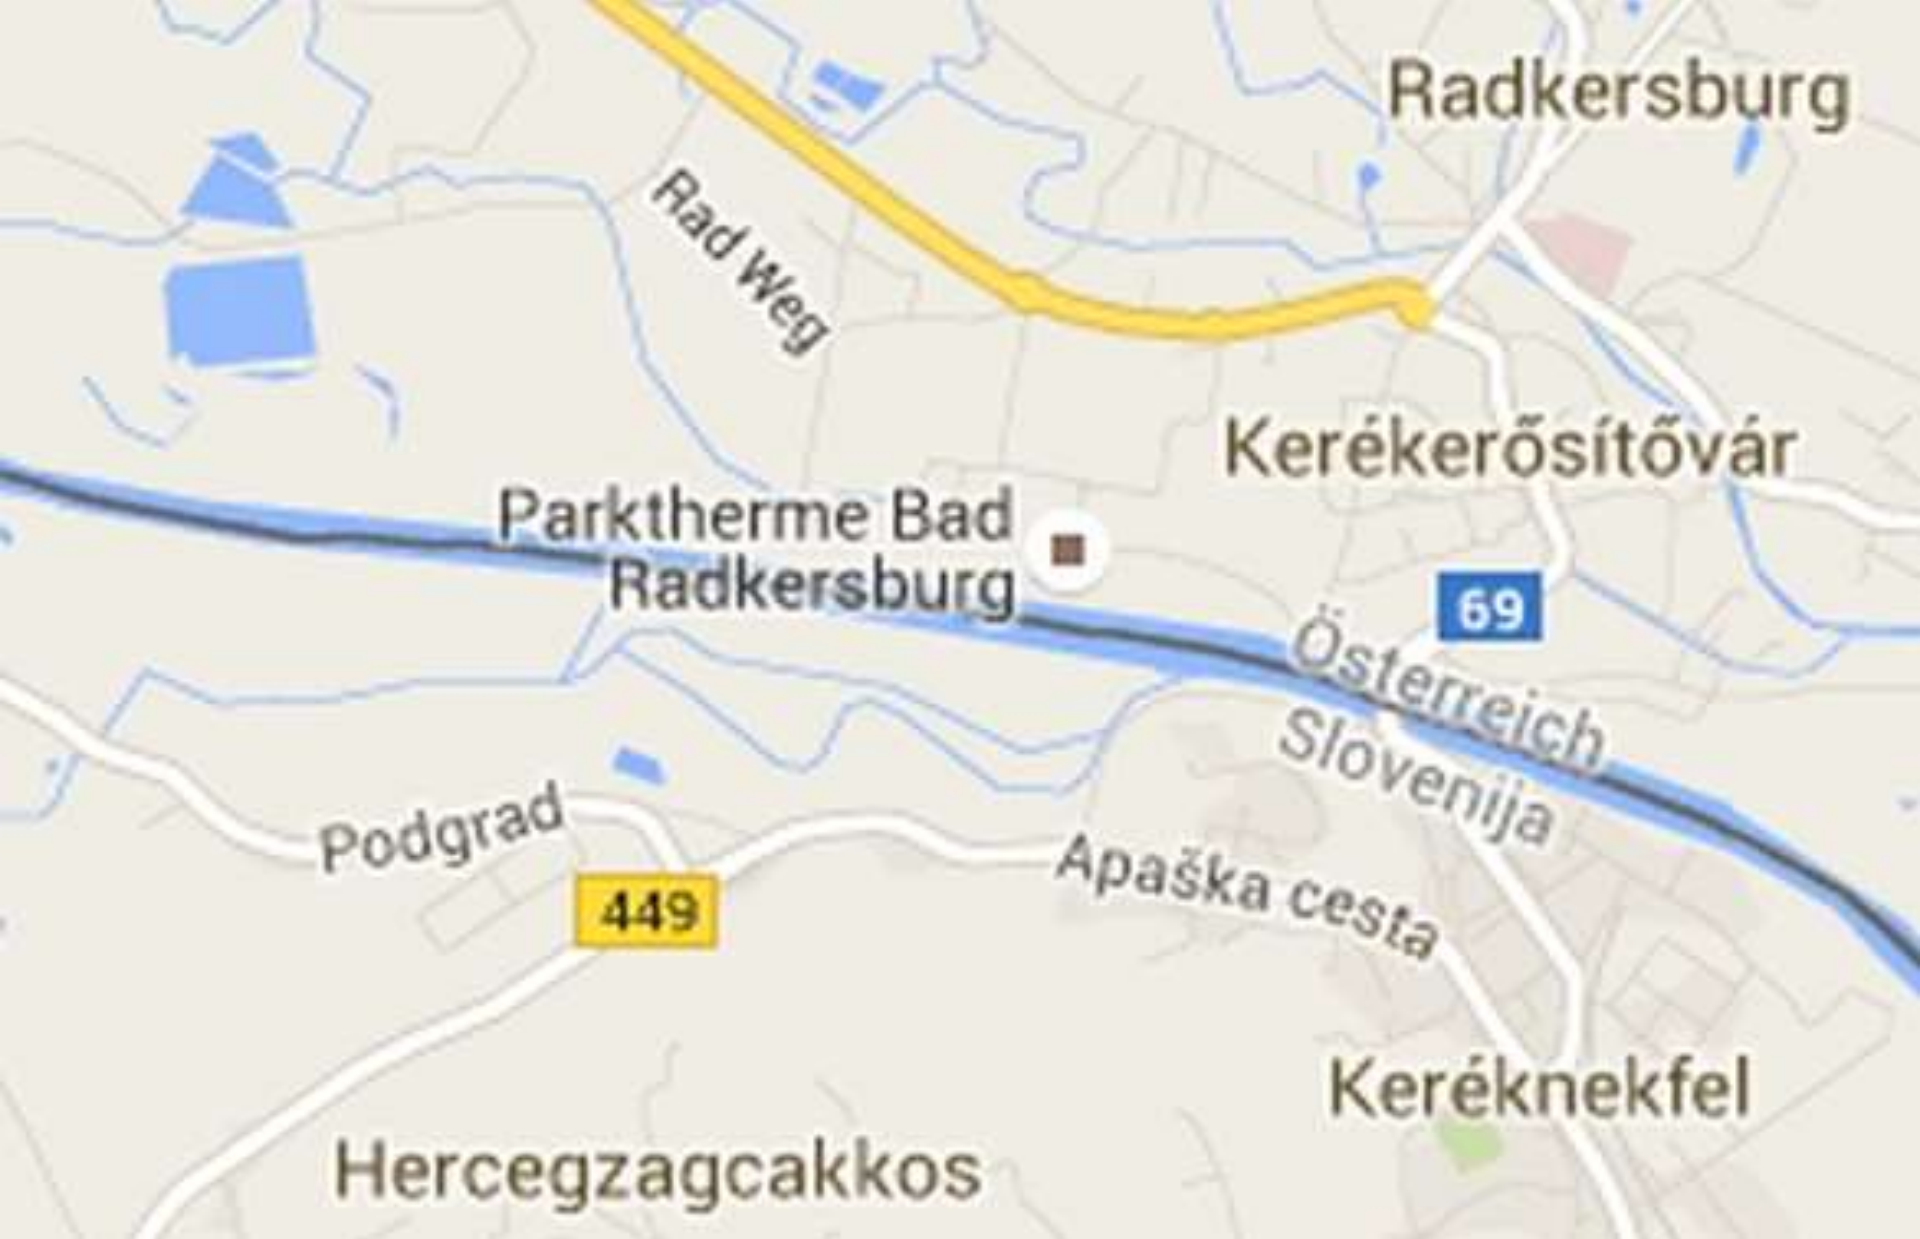 Radkersburg
Rad Weg
Kerékerősítővár
Parktherme Bad
Radkersburg
69
Österreich
Slovenija
Podgrad
449
Apaška cesta
Keréknekfel
Hercegzagcakkos